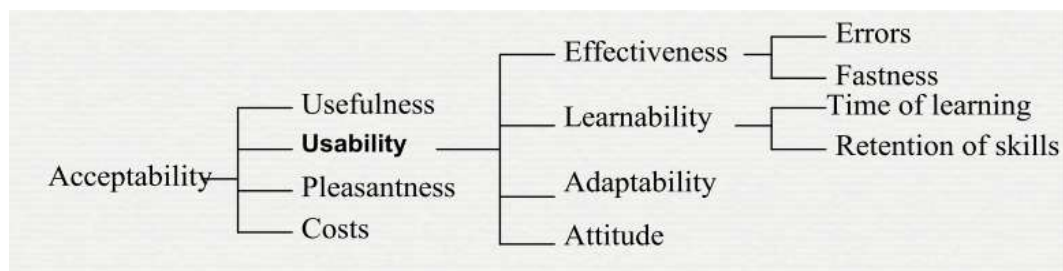 Acceptability
Usefulness
Usability
Pleasantness
Costs
Effectiveness
Learnability
Adaptability
Attitude
Errors
Fastness
Time of learning
Retention of skills